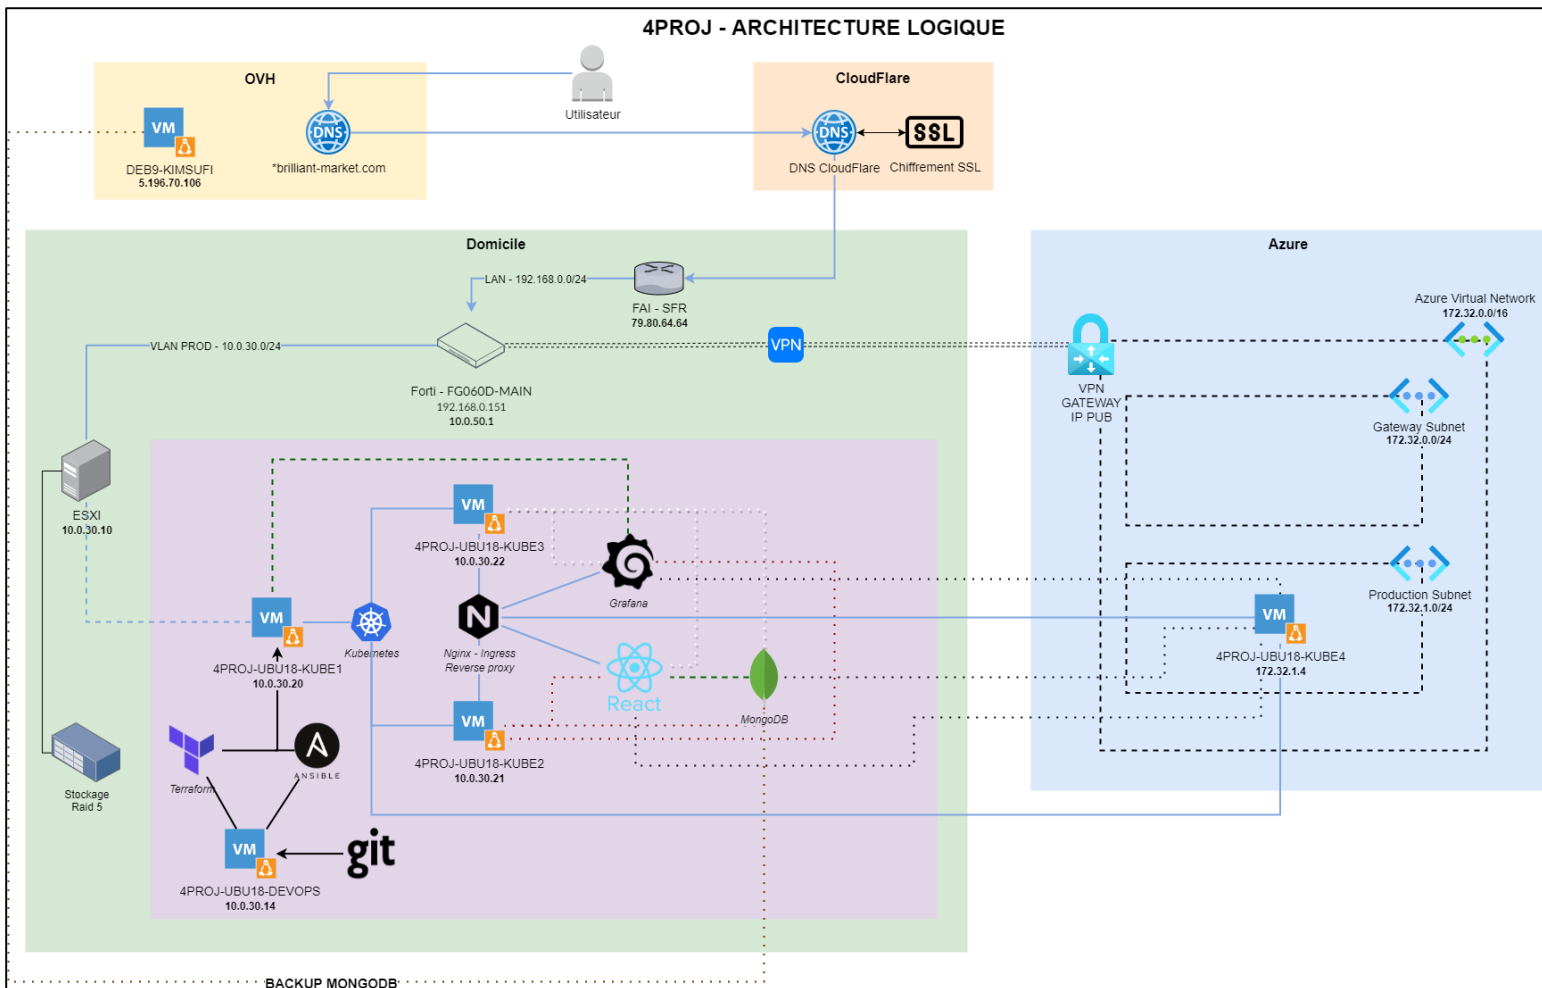 4PROJ - ARCHITECTURE LOGIQUE
OVH
VM
DEB9-KIMSUFI
5.196.70.106
DNS
*brilliant-market.com
Utilisateur
CloudFlare
DNS
DNS CloudFlare
SSL
Chiffrement SSL
Domicile
LAN - 192.168.0.0/24
FAI - SFR
79.80.64.64
VLAN PROD - 10.0.30.0/24
Forti - FG060D-MAIN
192.168.0.151
10.0.50.1
VPN
ESXI
10.0.30.10
Stockage
Raid 5
VM
4PROJ-UBU18-KUBE3
10.0.30.22
Grafana
VM
4PROJ-UBU18-KUBE1
10.0.30.20
Kubernetes
N
Nginx - Ingress
Reverse proxy
React
MongoDB
VM
4PROJ-UBU18-KUBE2
10.0.30.21
Terraform
ANSIBLE
VM
4PROJ-UBU18-DEVOPS
10.0.30.14
git
BACKUP MONGODB
Azure
Azure Virtual Network
172.32.0.0/16
VPN
GATEWAY
IP PUB
Gateway Subnet
172.32.0.0/24
Production Subnet
172.32.1.0/24
VM
4PROJ-UBU18-KUBE4
172.32.1.4